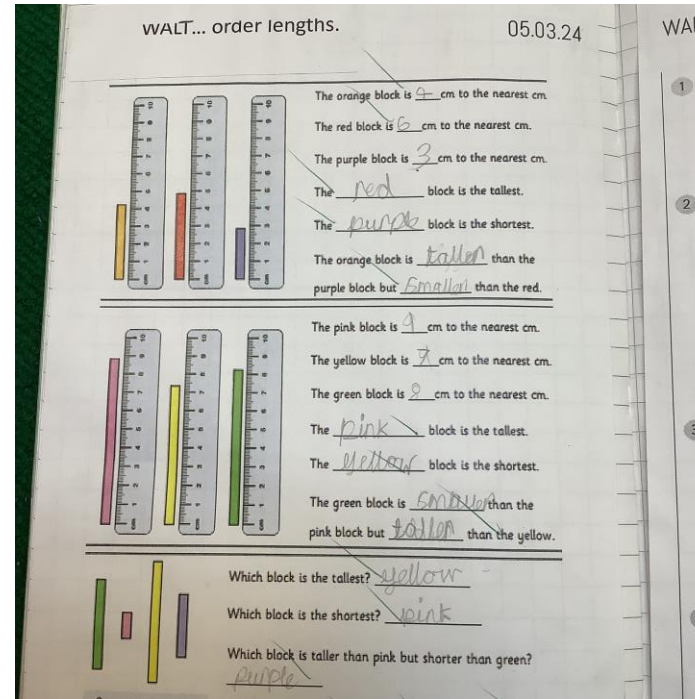 WALT... order lengths.
05.03.24
WA
The orange block is 4 cm to the nearest cm
The red block is 6 cm to the nearest cm.
The purple block is 3 cm to the nearest cm.
The red block is the tallest.
The purple block is the shortest.
The orange block is taller than the
purple block but smaller than the red.
The pink block is 9 cm to the nearest cm.
The yellow block is 7 cm to the nearest cm.
The green block is 8 cm to the nearest cm.
The pink block is the tallest.
The yellow block is the shortest.
The green block is smaller than the
pink block but taller than the yellow.
Which block is the tallest? yellow
Which block is the shortest? pink
Which block is taller than pink but shorter than green?
purple
1
2
3